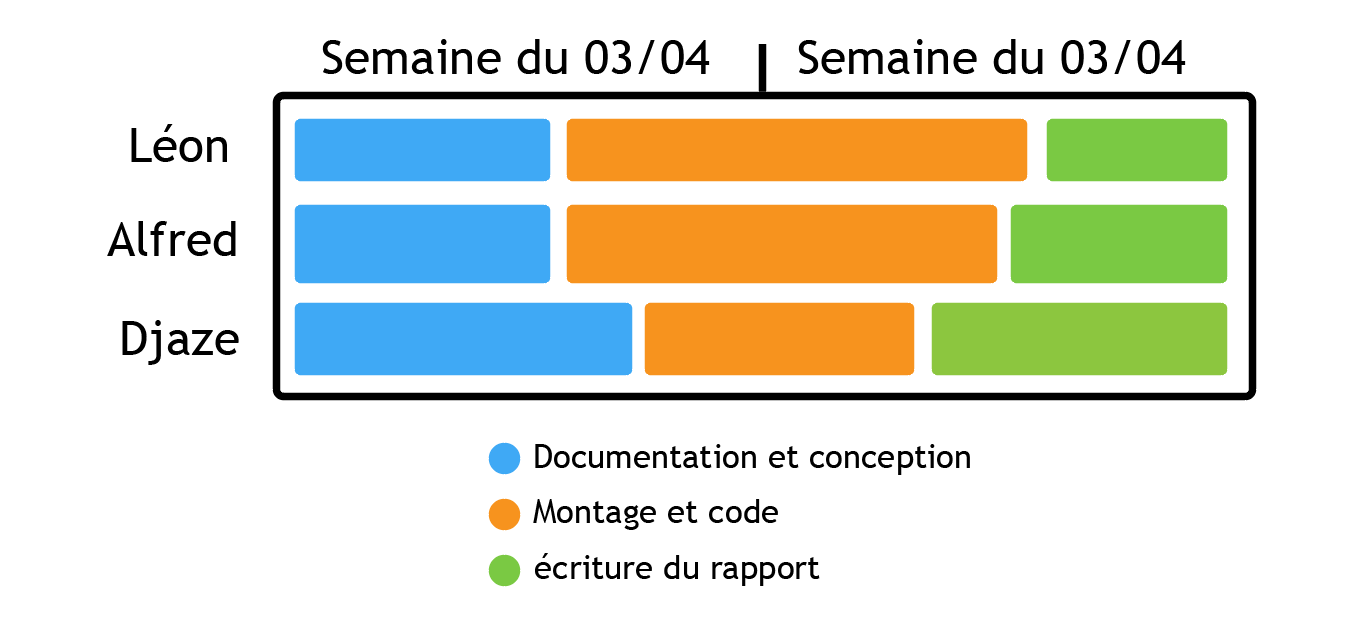 Semaine du 03/04 Semaine du 03/04
Léon
Alfred
Djaze
Documentation et conception
Montage et code
écriture du rapport